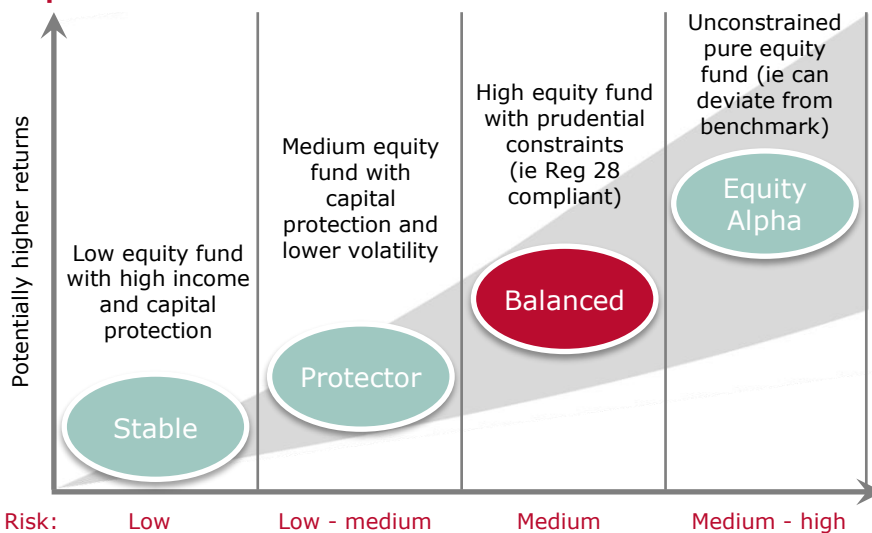 Potentially higher returns
Low equity fund
with high income
and capital
protection
Stable
Medium equity
fund with
capital
protection and
lower volatility
Protector
High equity fund
with prudential
constraints
(ie Reg 28
compliant)
Balanced
Unconstrained
pure equity
fund (ie can
deviate from
benchmark)
Equity
Alpha
Risk: Low Low - medium Medium Medium - high